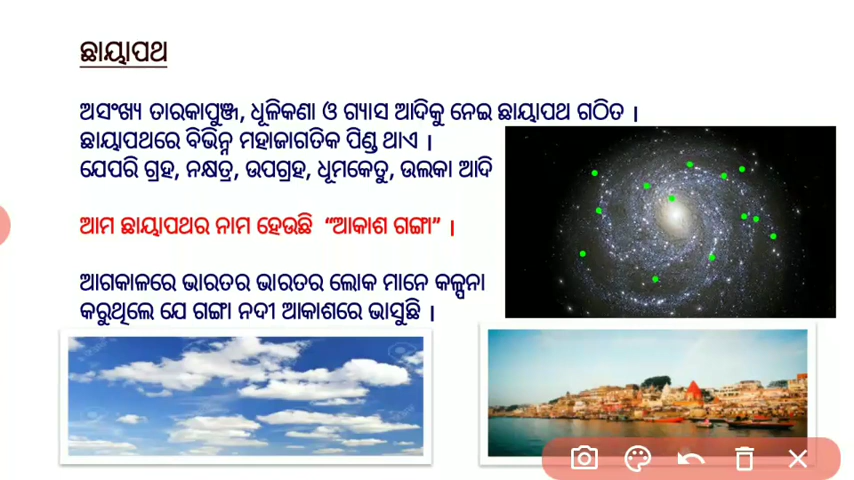 ଛାୟାପଥ
ଅସଂଖ୍ୟ ତାରକାପୁଞ୍ଜ, ଧୂଳିକଣା ଓ ଗ୍ୟାସ ଆଦିକୁ ନେଇ ଛାୟାପଥ ଗଠିତ ।
ଛାୟାପଥରେ ବିଭିନ୍ନ ମହାଜାଗତିକ ପିଣ୍ଡ ଥାଏ ।
ଯେପରି ଗ୍ରହ, ନକ୍ଷତ୍ର, ଉପଗ୍ରହ, ଧୂମକେତୁ, ଉଲକା ଆଦି
ଆମ ଛାୟାପଥର ନାମ ହେଉଛି “ଆକାଶ ଗଙ୍ଗା” ।
ଆଗକାଳରେ ଭାରତର ଭାରତର ଲୋକ ମାନେ କଳ୍ପନା
କରୁଥିଲେ ଯେ ଗଙ୍ଗା ନଦୀ ଆକାଶରେ ଭାସୁଛି ।